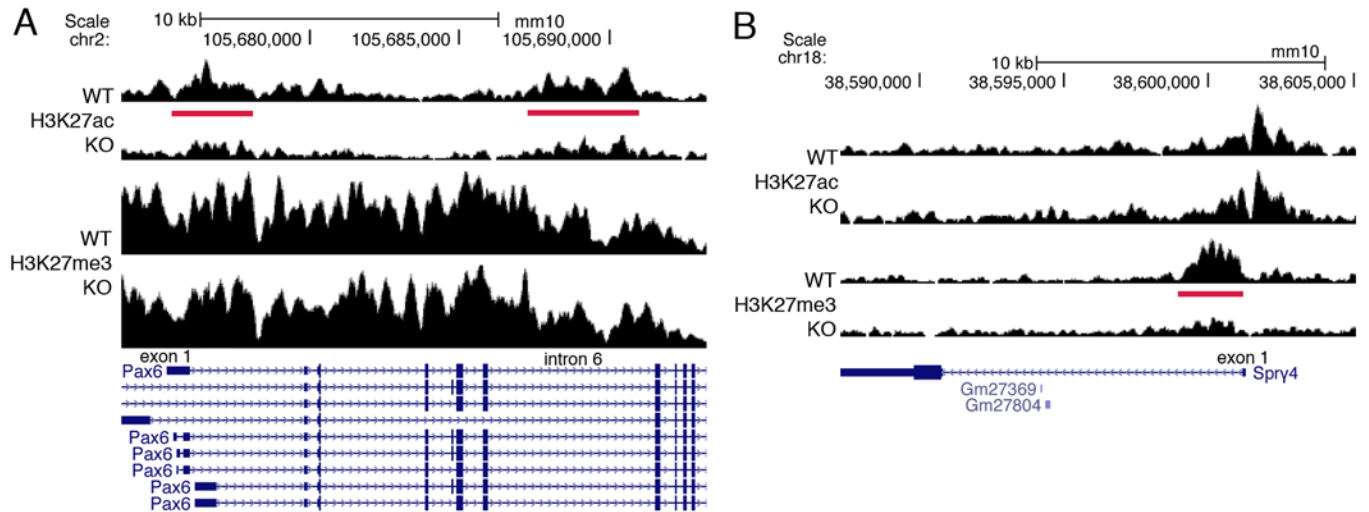 A
Scale
chr2:
10 kb
mm10
105,680,000
105,685,000
105,690,000
WT
H3K27ac
KO
WT
H3K27me3
KO
exon 1
intron 6
Pax6
Pax6
Pax6
Pax6
Pax6
Pax6
B
Scale
chr18:
10 kb
mm10
38,590,000
38,595,000
38,600,000
38,605,000
WT
H3K27ac
KO
WT
H3K27me3
KO
exon 1
Spry4
Gm27369
Gm27804